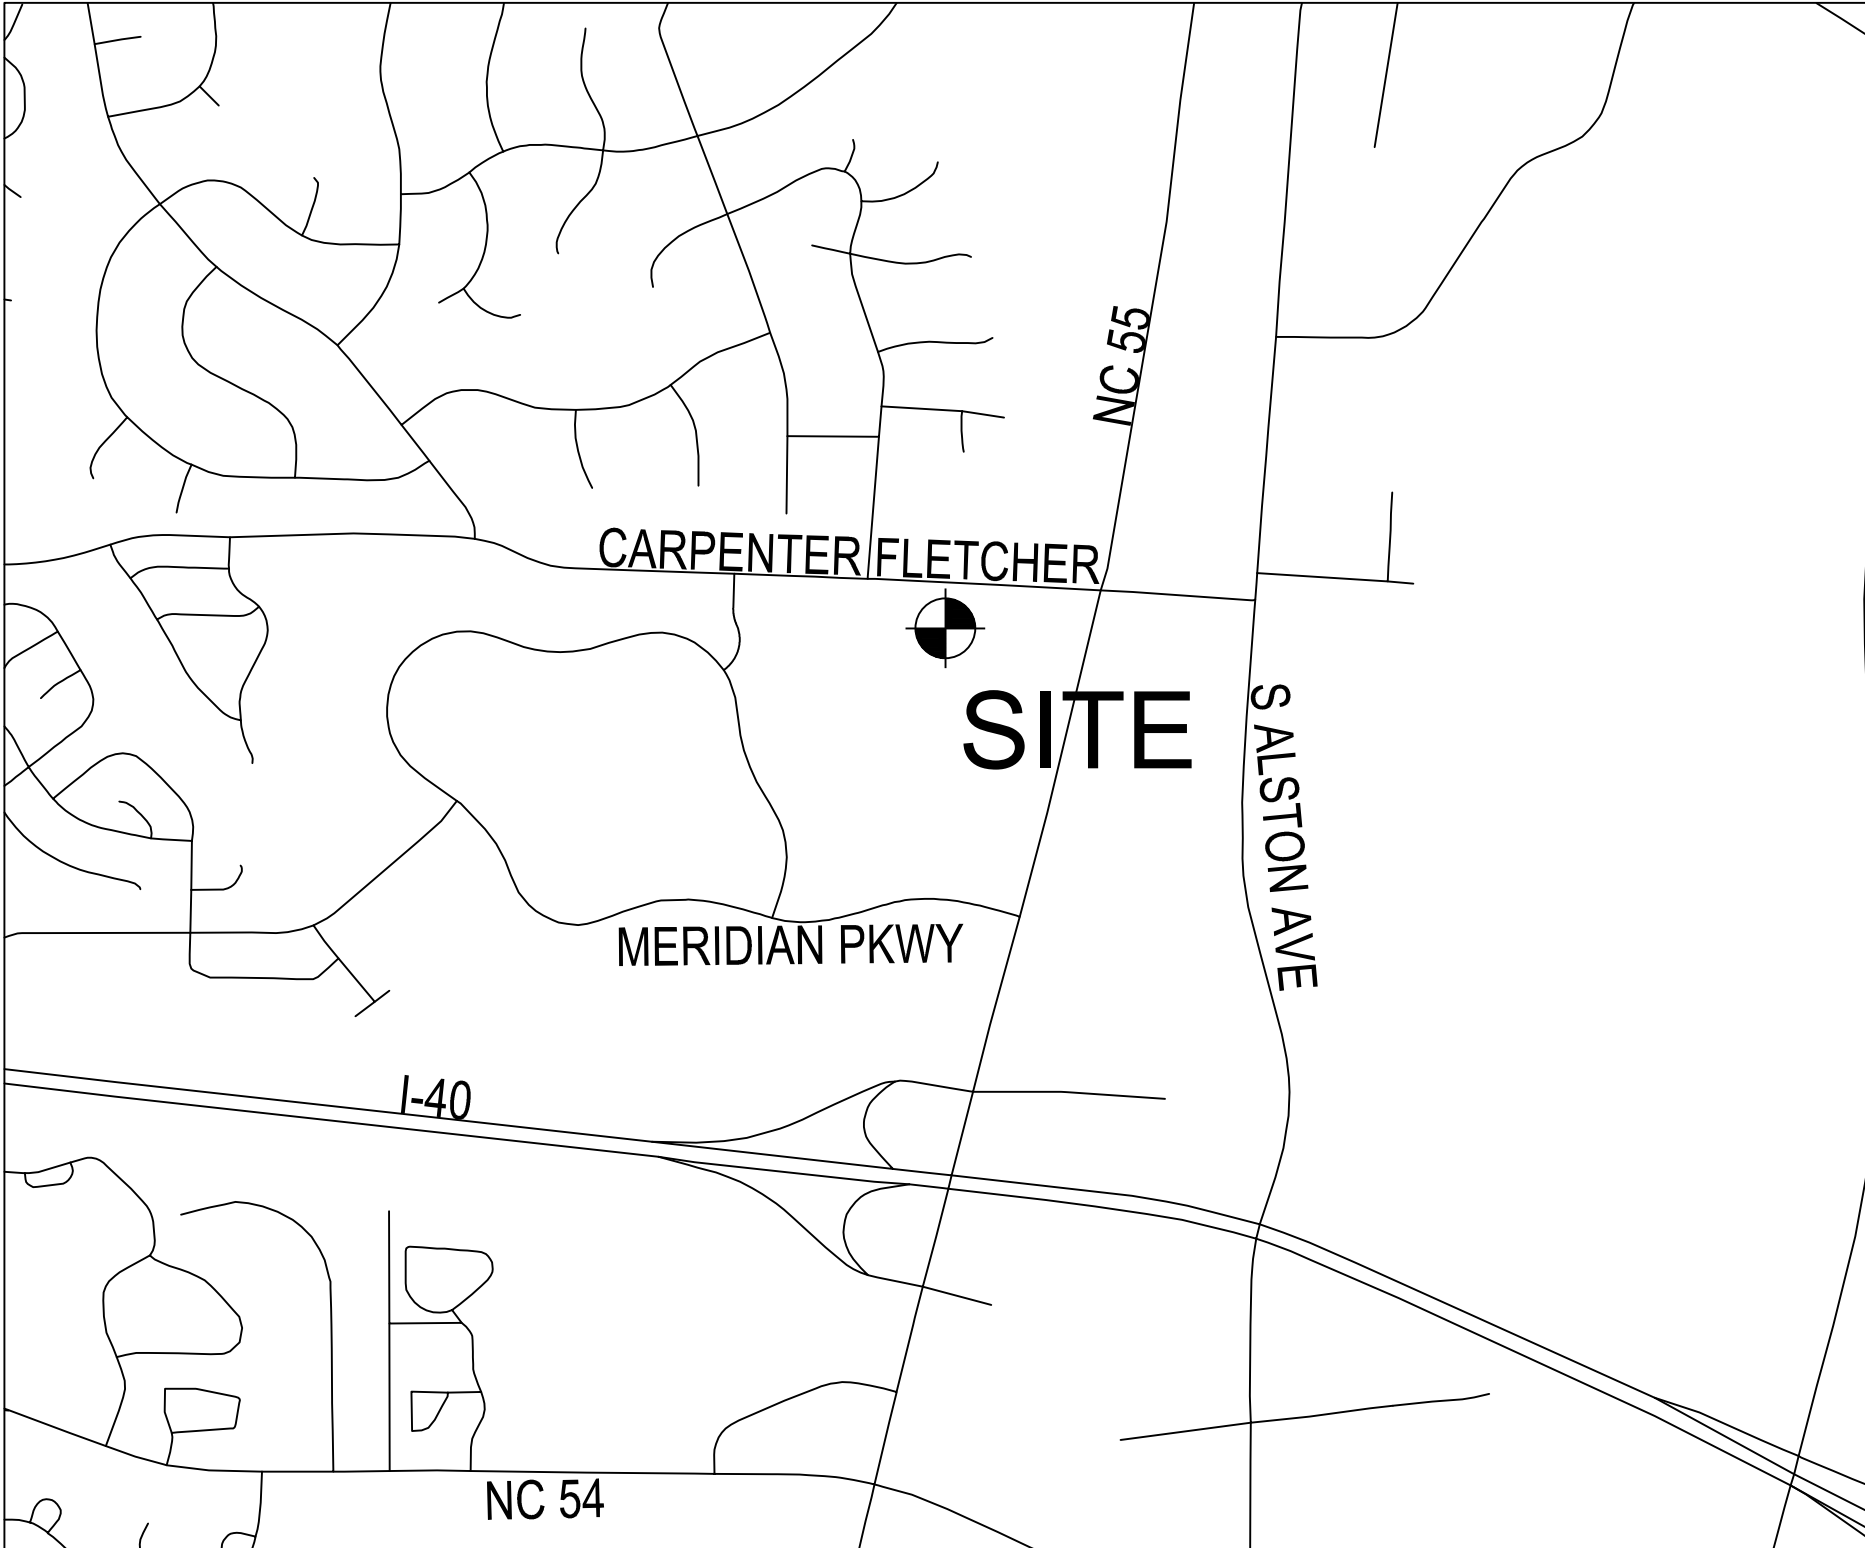 NC 55
CARPENTER FLETCHER
SITE
S ALSTON AVE
MERIDIAN PKWY
I-40
NC 54